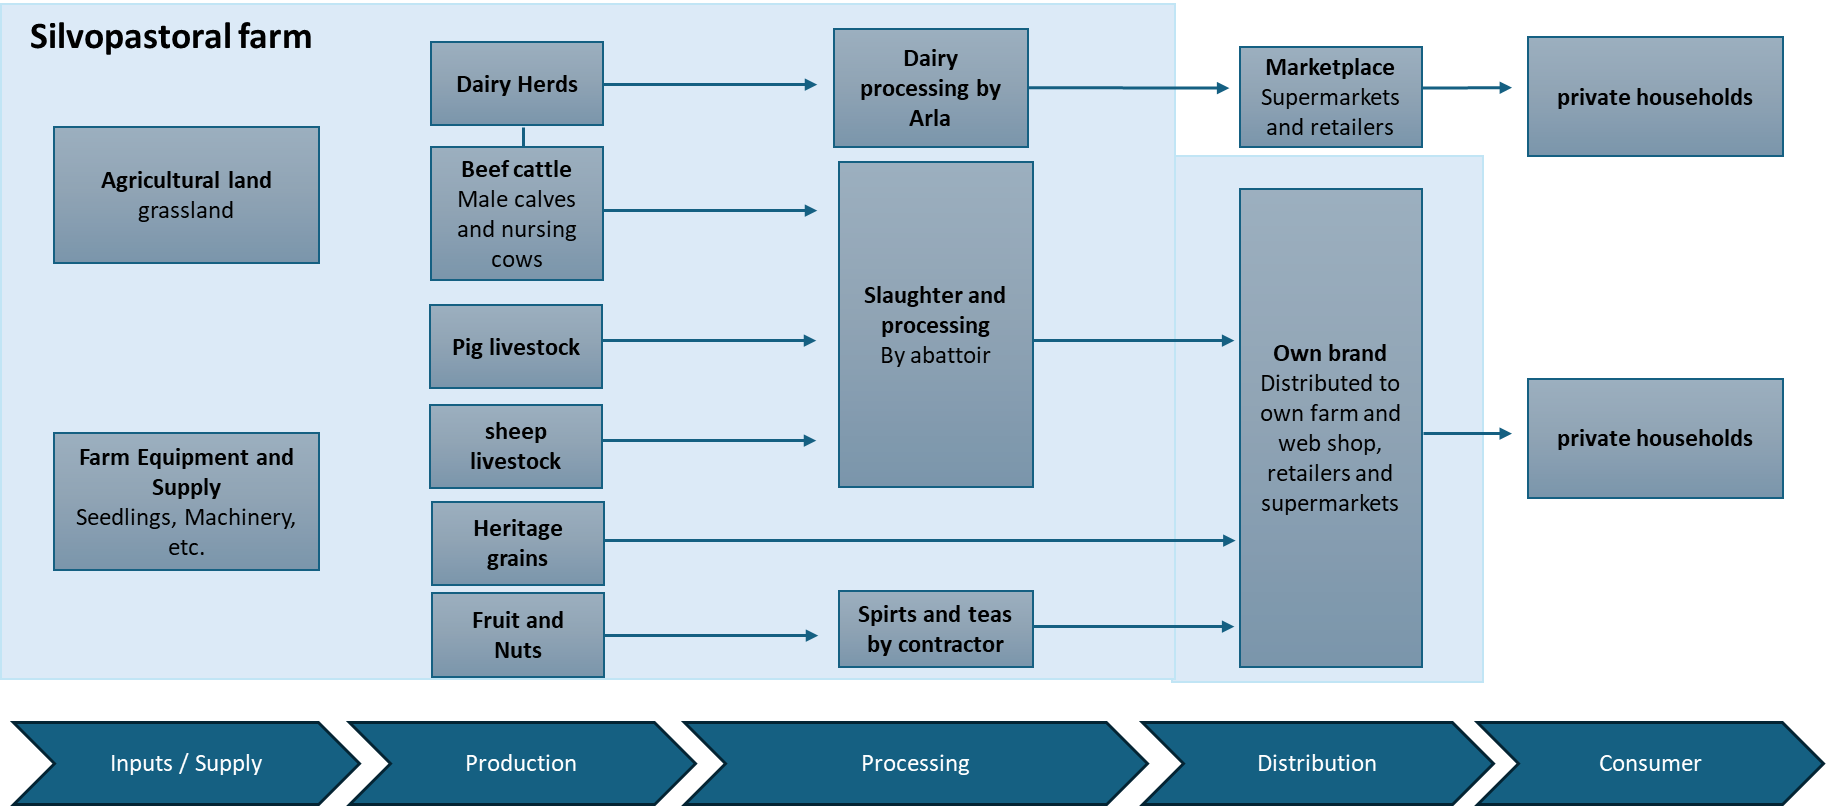 Silvopastoral farm
Agricultural land
grassland
Farm Equipment and
Supply
Seedlings, Machinery,
etc.
Dairy Herds
Beef cattle
Male calves
and nursing
cows
Pig livestock
sheep
livestock
Heritage
grains
Fruit and
Nuts
Dairy
processing by
Arla
Slaughter and
processing
By abattoir
Spirts and teas
by contractor
Marketplace
Supermarkets
and retailers
Own brand
Distributed to
own farm and
web shop,
retailers and
supermarkets
private households
private households
Inputs / Supply
Production
Processing
Distribution
Consumer